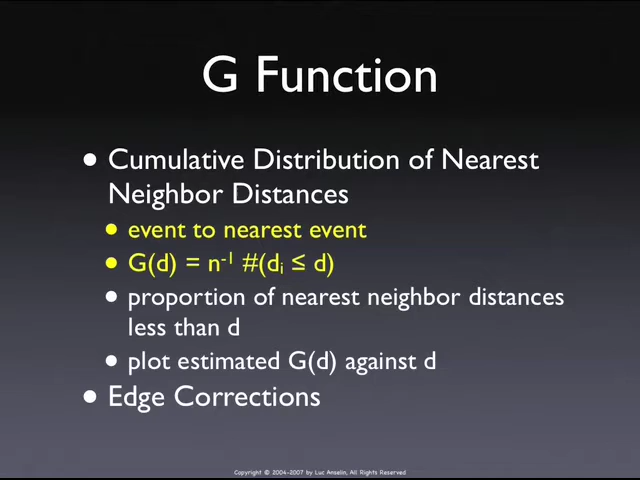 G Function
• Cumulative Distribution of Nearest
Neighbor Distances
• event to nearest event
• G(d) = n⁻¹ #(dᵢ ≤ d)
• proportion of nearest neighbor distances
less than d
• plot estimated G(d) against d
• Edge Corrections
Copyright © 2004-2007 by Luc Anselin, All Rights Reserved